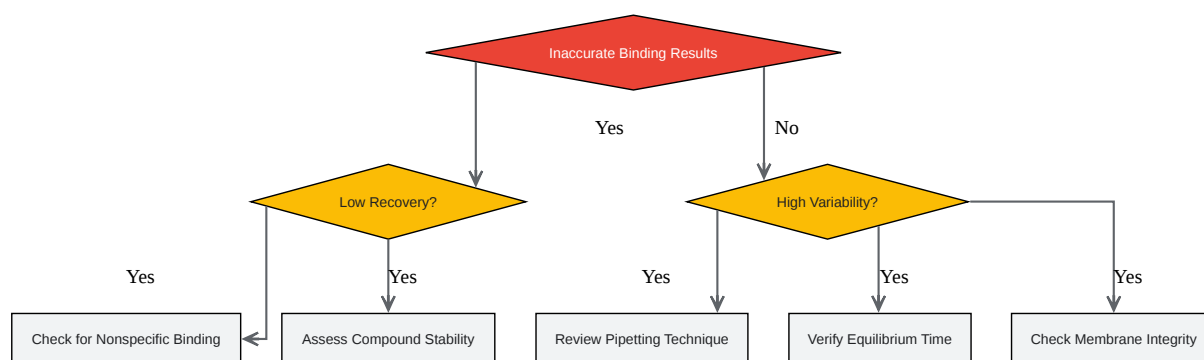 Inaccurate Binding Results
Yes
No
Low Recovery?
High Variability?
Yes
Yes
Yes
Yes
Yes
Check for Nonspecific Binding
Assess Compound Stability
Review Pipetting Technique
Verify Equilibrium Time
Check Membrane Integrity